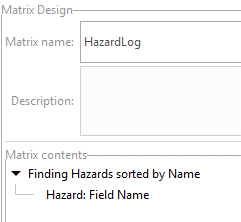 Matrix Design
Matrix name: HazardLog
Description:
Matrix contents
Finding Hazards sorted by Name
Hazard: Field Name